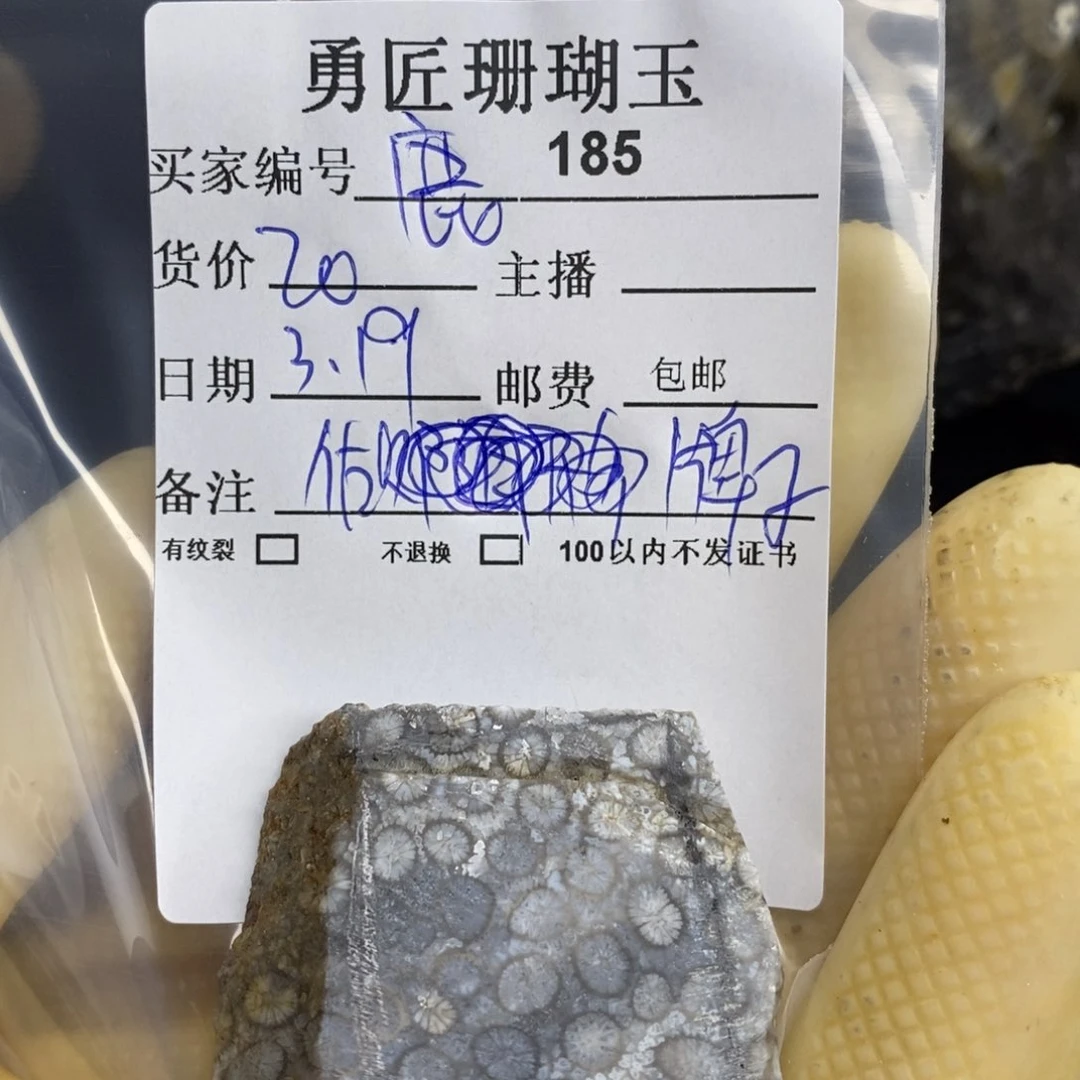 勇匠珊瑚玉
买家编号 185
货价 20 主播
日期 3.19 邮费 包邮
备注 牌子
有纹裂 不退换 100以内不发证书